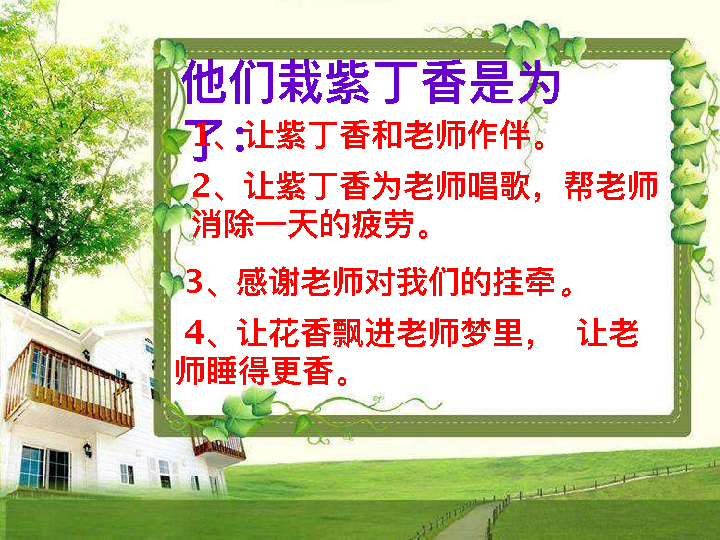 他们栽紫丁香是为
了：
1、让紫丁香和老师作伴。
2、让紫丁香为老师唱歌，帮老师
消除一天的疲劳。
3、感谢老师对我们的挂牵。
4、让花香飘进老师梦里， 让老
师睡得更香。